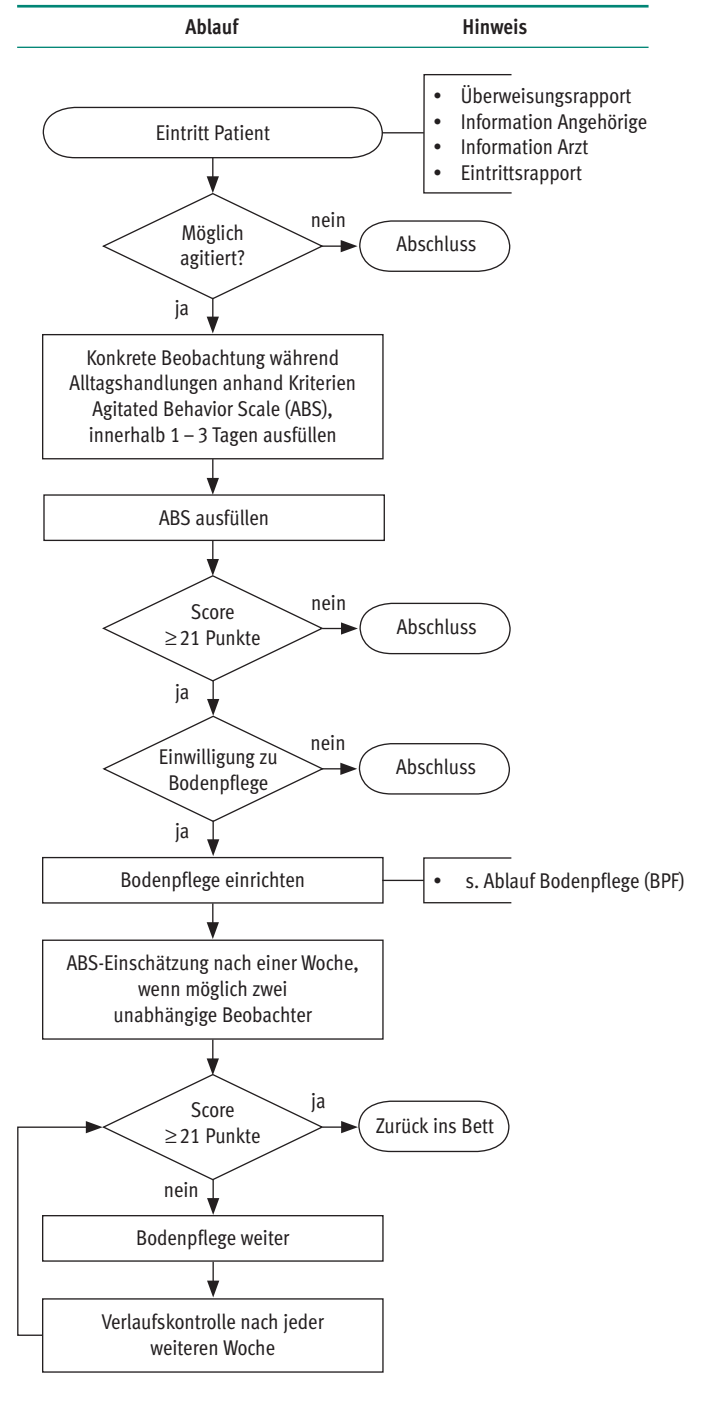 Ablauf
Hinweis
Eintritt Patient
• Überweisungsrapport
• Information Angehörige
• Information Arzt
• Eintrittsrapport
Möglich
agitiert?
nein
Abschluss
ja
Konkrete Beobachtung während
Alltagshandlungen anhand Kriterien
Agitated Behavior Scale (ABS),
innerhalb 1 – 3 Tagen ausfüllen
ABS ausfüllen
Score
≥ 21 Punkte
nein
Abschluss
ja
Einwilligung zu
Bodenpflege
nein
Abschluss
ja
Bodenpflege einrichten
• s. Ablauf Bodenpflege (BPF)
ABS-Einschätzung nach einer Woche,
wenn möglich zwei
unabhängige Beobachter
Score
≥ 21 Punkte
ja
Zurück ins Bett
nein
Bodenpflege weiter
Verlaufskontrolle nach jeder
weiteren Woche